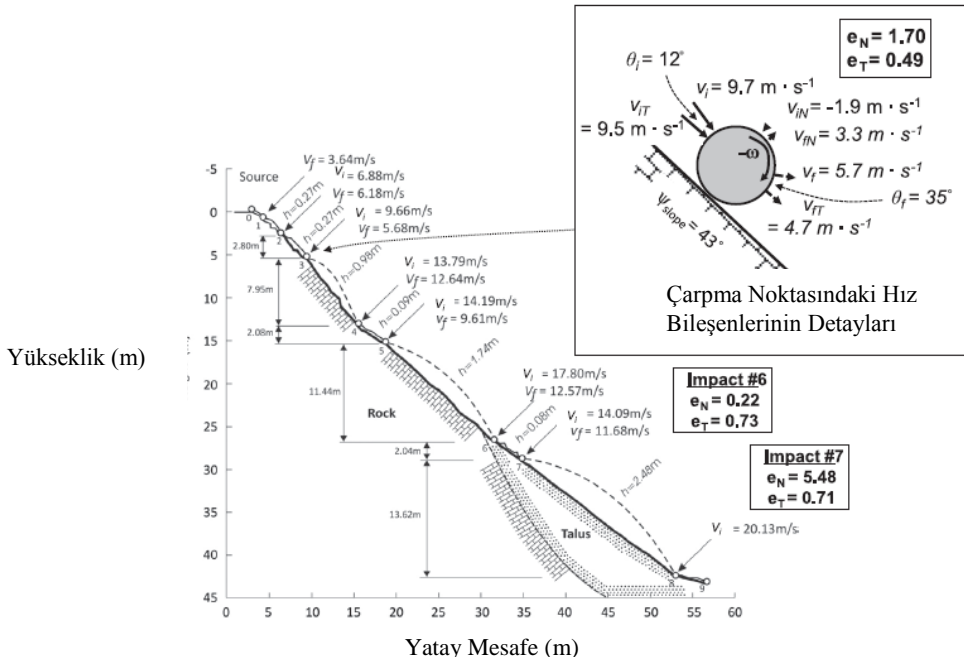 e_N = 1.70
e_T = 0.49
θ_i = 12°
v_i = 9.7 m · s⁻¹
v_iT
= 9.5 m · s⁻¹
v_iN = -1.9 m · s⁻¹
v_fN = 3.3 m · s⁻¹
-ω
v_f = 5.7 m · s⁻¹
θ_f = 35°
v_fT
= 4.7 m · s⁻¹
ψ_slope = 43°
Çarpma Noktasındaki Hız
Bileşenlerinin Detayları
Source
V_f = 3.64m/s
V_i = 6.88m/s
V_f = 6.18m/s
h=0.27m
h=0.27m
V_i = 9.66m/s
V_f = 5.68m/s
h=0.98m
V_i = 13.79m/s
V_f = 12.64m/s
h=0.09m
V_i = 14.19m/s
v_f = 9.61m/s
h=1.74m
V_i = 17.80m/s
V_f = 12.57m/s
h=0.08m
V_i = 14.09m/s
v_f = 11.68m/s
h=2.48m
V_i = 20.13m/s
Impact #6
e_N = 0.22
e_T = 0.73
Impact #7
e_N = 5.48
e_T = 0.71
Yükseklik (m)
-5
0
5
10
15
20
25
30
35
40
45
2.80m
7.95m
2.08m
11.44m
2.04m
13.62m
Rock
Talus
0
1
2
3
4
5
6
7
8
9
0 5 10 15 20 25 30 35 40 45 50 55 60
Yatay Mesafe (m)